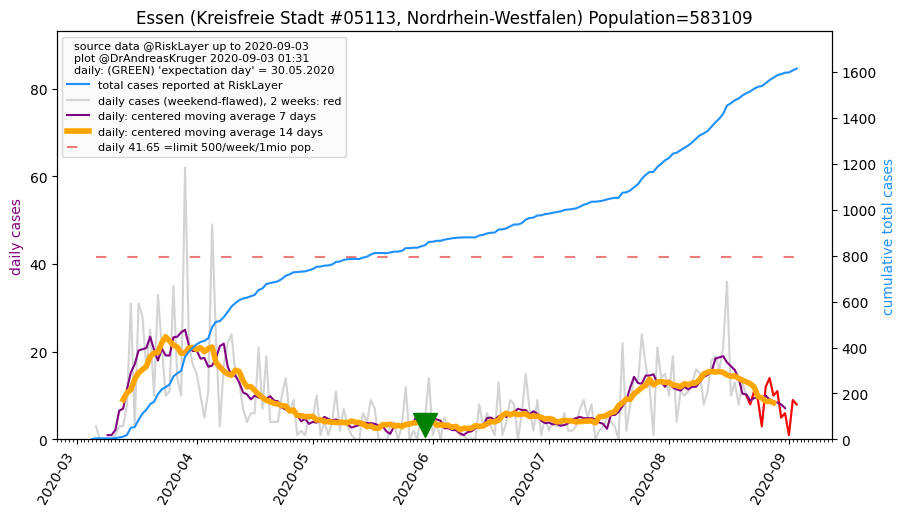 Essen (Kreisfreie Stadt #05113, Nordrhein-Westfalen) Population=583109
source data @RiskLayer up to 2020-09-03
plot @DrAndreasKruger 2020-09-03 01:31
daily: (GREEN) 'expectation day' = 30.05.2020
total cases reported at RiskLayer
daily cases (weekend-flawed), 2 weeks: red
daily: centered moving average 7 days
daily: centered moving average 14 days
daily 41.65 =limit 500/week/1mio pop.
daily cases
80
60
40
20
0
cumulative total cases
1600
1400
1200
1000
800
600
400
200
0
2020-03
2020-04
2020-05
2020-06
2020-07
2020-08
2020-09